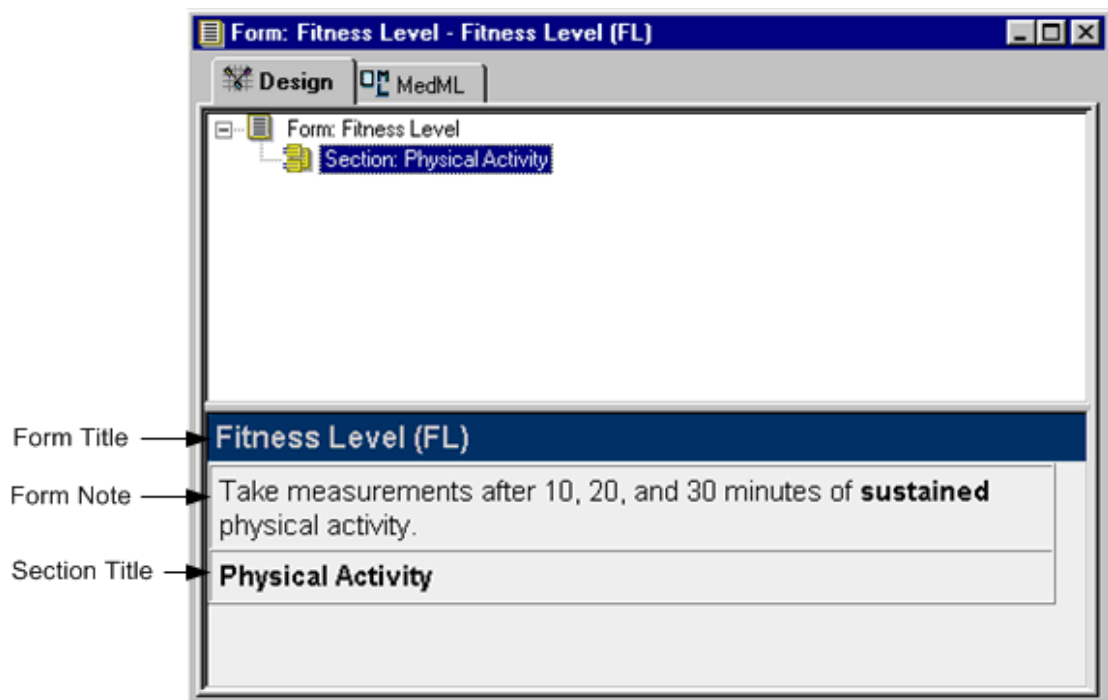 Form: Fitness Level - Fitness Level (FL)
Design
MedML
Form: Fitness Level
Section: Physical Activity
Form Title
Fitness Level (FL)
Form Note
Take measurements after 10, 20, and 30 minutes of sustained
physical activity.
Section Title
Physical Activity